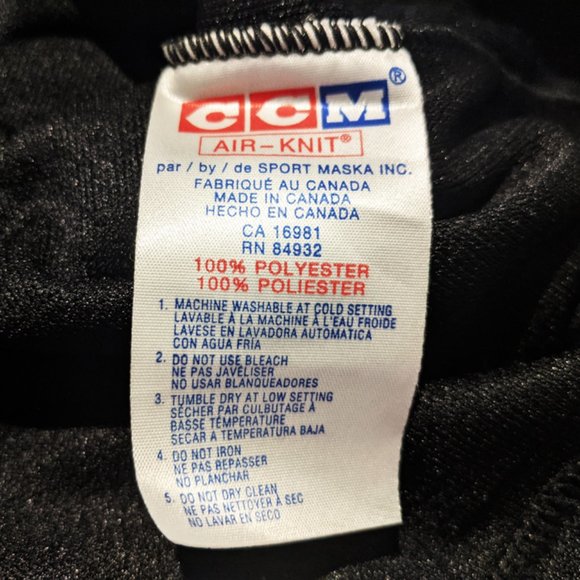 CCM®
AIR-KNIT®
par / by / de SPORT MASKA INC.
FABRIQUÉ AU CANADA
MADE IN CANADA
HECHO EN CANADA
CA 16981
RN 84932
100% POLYESTER
100% POLIESTER
1. MACHINE WASHABLE AT COLD SETTING
LAVABLE À LA MACHINE À L'EAU FROIDE
LAVESE EN LAVADORA AUTOMATICA
CON AGUA FRÍA
2. DO NOT USE BLEACH
NE PAS JAVÉLISER
NO USAR BLANQUEADORES
3. TUMBLE DRY AT LOW SETTING
SÉCHER PAR CULBUTAGE À
BASSE TEMPÉRATURE
SECAR A TEMPERATURA BAJA
4. DO NOT IRON
NE PAS REPASSER
NO PLANCHAR
5. DO NOT DRY CLEAN
NE PAS NETTOYER À SEC
NO LAVAR EN SECO